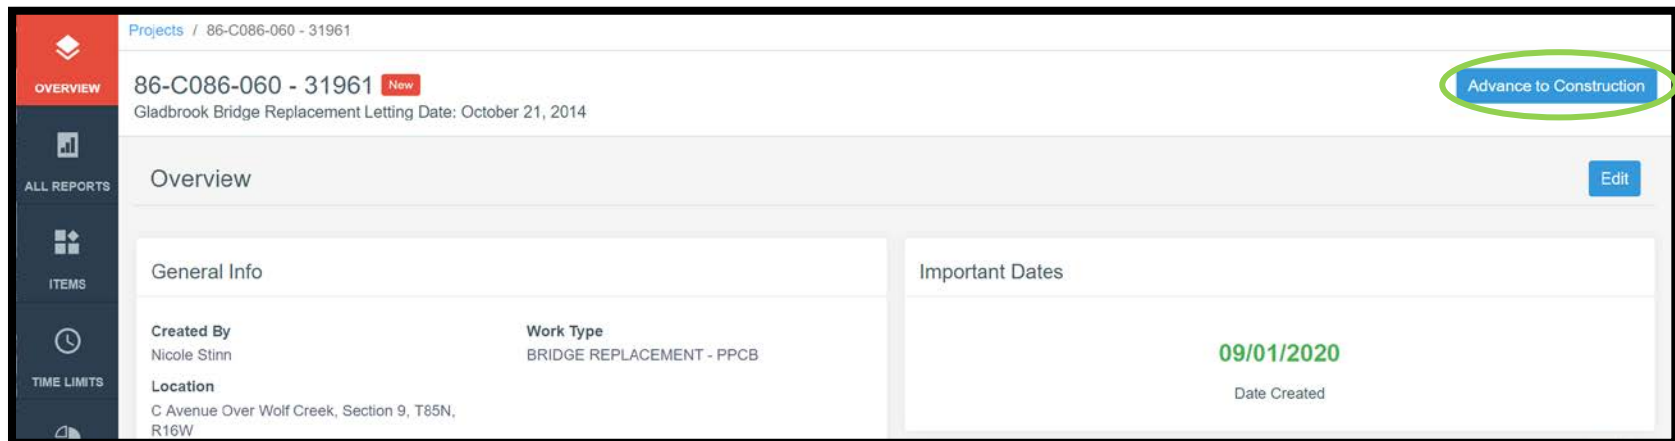 Projects / 86-C086-060 - 31961
OVERVIEW
86-C086-060 - 31961 New
Gladbrook Bridge Replacement Letting Date: October 21, 2014
Advance to Construction
ALL REPORTS
Overview
Edit
ITEMS
General Info
Important Dates
TIME LIMITS
Created By
Nicole Stinn
Work Type
BRIDGE REPLACEMENT - PPCB
Location
C Avenue Over Wolf Creek, Section 9, T85N,
R16W
09/01/2020
Date Created